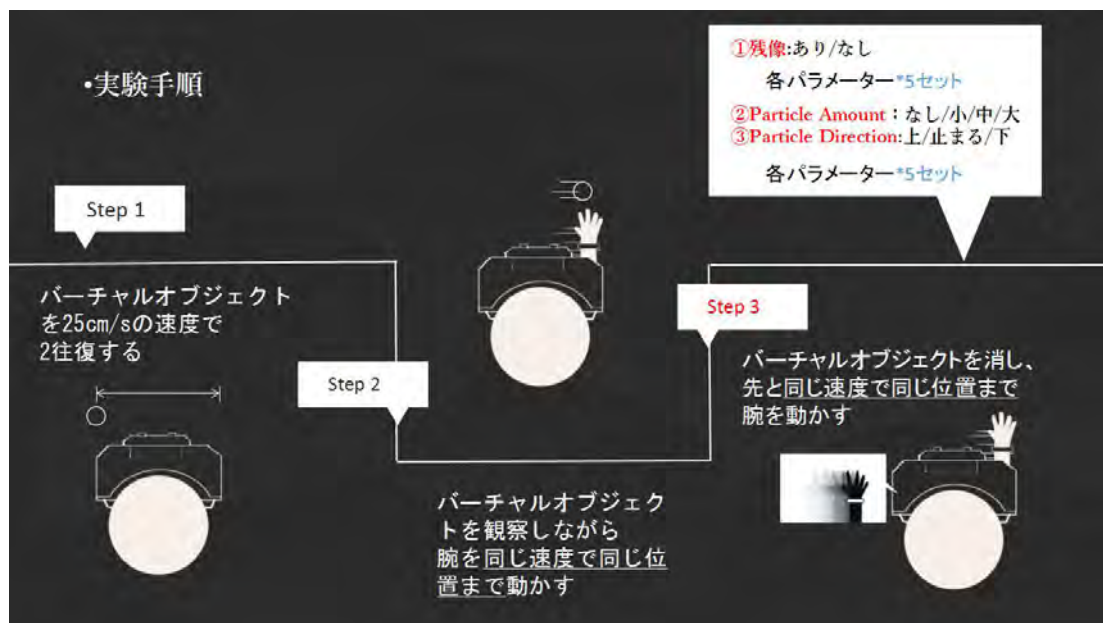 ・実験手順
Step 1
バーチャルオブジェクト
を25cm/sの速度で
2往復する
Step 2
バーチャルオブジェク
トを観察しながら
腕を同じ速度で同じ位
置まで動かす
Step 3
バーチャルオブジェクトを消し、
先と同じ速度で同じ位置まで
腕を動かす
①残像:あり/なし
各パラメーター*5セット
②Particle Amount：なし/小/中/大
③Particle Direction:上/止まる/下
各パラメーター*5セット